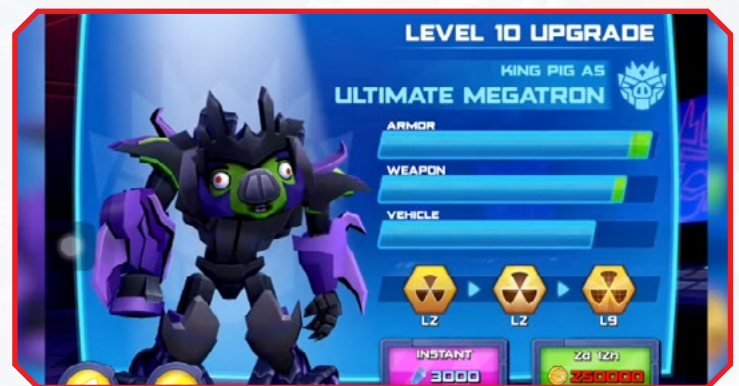 LEVEL 10 UPGRADE
KING PIG AS
ULTIMATE MEGATRON
ARMOR
WEAPON
VEHICLE
L2 L2 L9
INSTANT
3000
2d 12h
250000